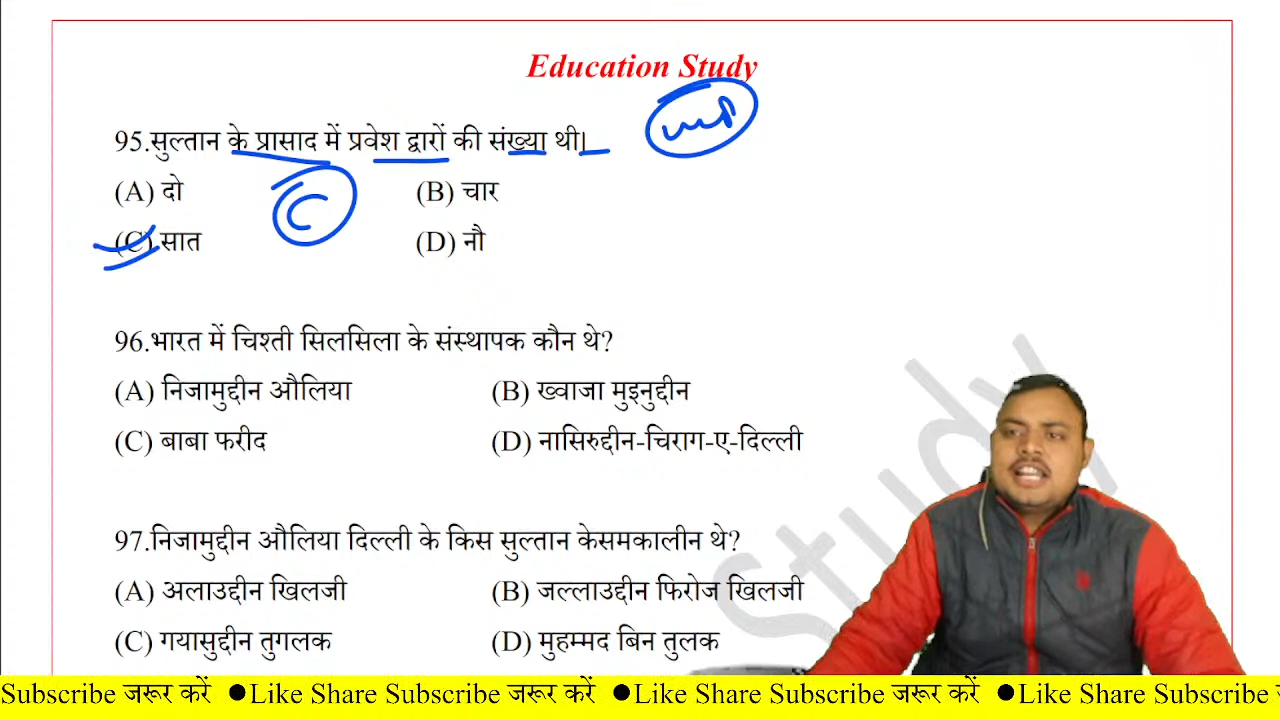 Education Study
95.सुल्तान के प्रासाद में प्रवेश द्वारों की संख्या थी।
(A) दो (B) चार
C
(C) सात (D) नौ
96.भारत में चिश्ती सिलसिला के संस्थापक कौन थे?
(A) निजामुद्दीन औलिया (B) ख्वाजा मुइनुद्दीन
(C) बाबा फरीद (D) नासिरुद्दीन-चिराग-ए-दिल्ली
97.निजामुद्दीन औलिया दिल्ली के किस सुल्तान केसमकालीन थे?
(A) अलाउद्दीन खिलजी (B) जल्लाउद्दीन फिरोज खिलजी
(C) गयासुद्दीन तुगलक (D) मुहम्मद बिन तुलक
Study
Subscribe जरूर करें ●Like Share Subscribe जरूर करें ●Like Share Subscribe जरूर करें ●Like Share Subscribe